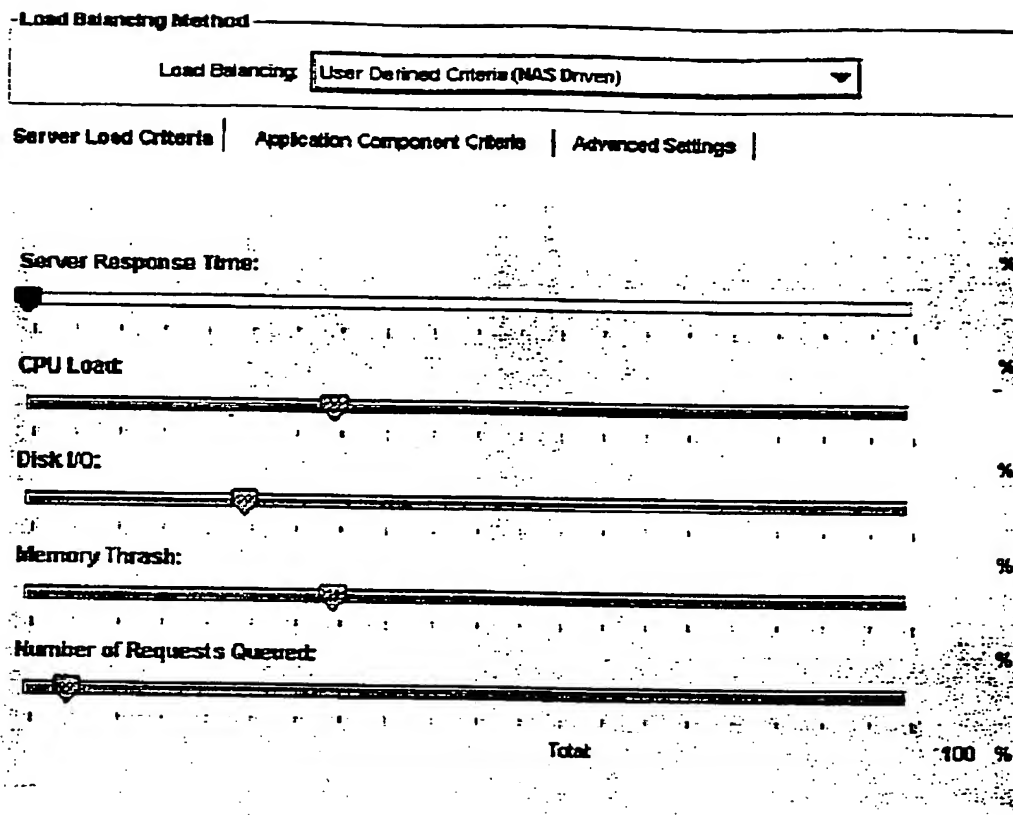 Load Balancing Method
Load Balancing: User Defined Criteria (NAS Driven)
Server Load Criteria | Application Component Criteria | Advanced Settings |
Server Response Time: %
CPU Load: %
Disk I/O: %
Memory Thrash: %
Number of Requests Queued: %
Total: 100 %